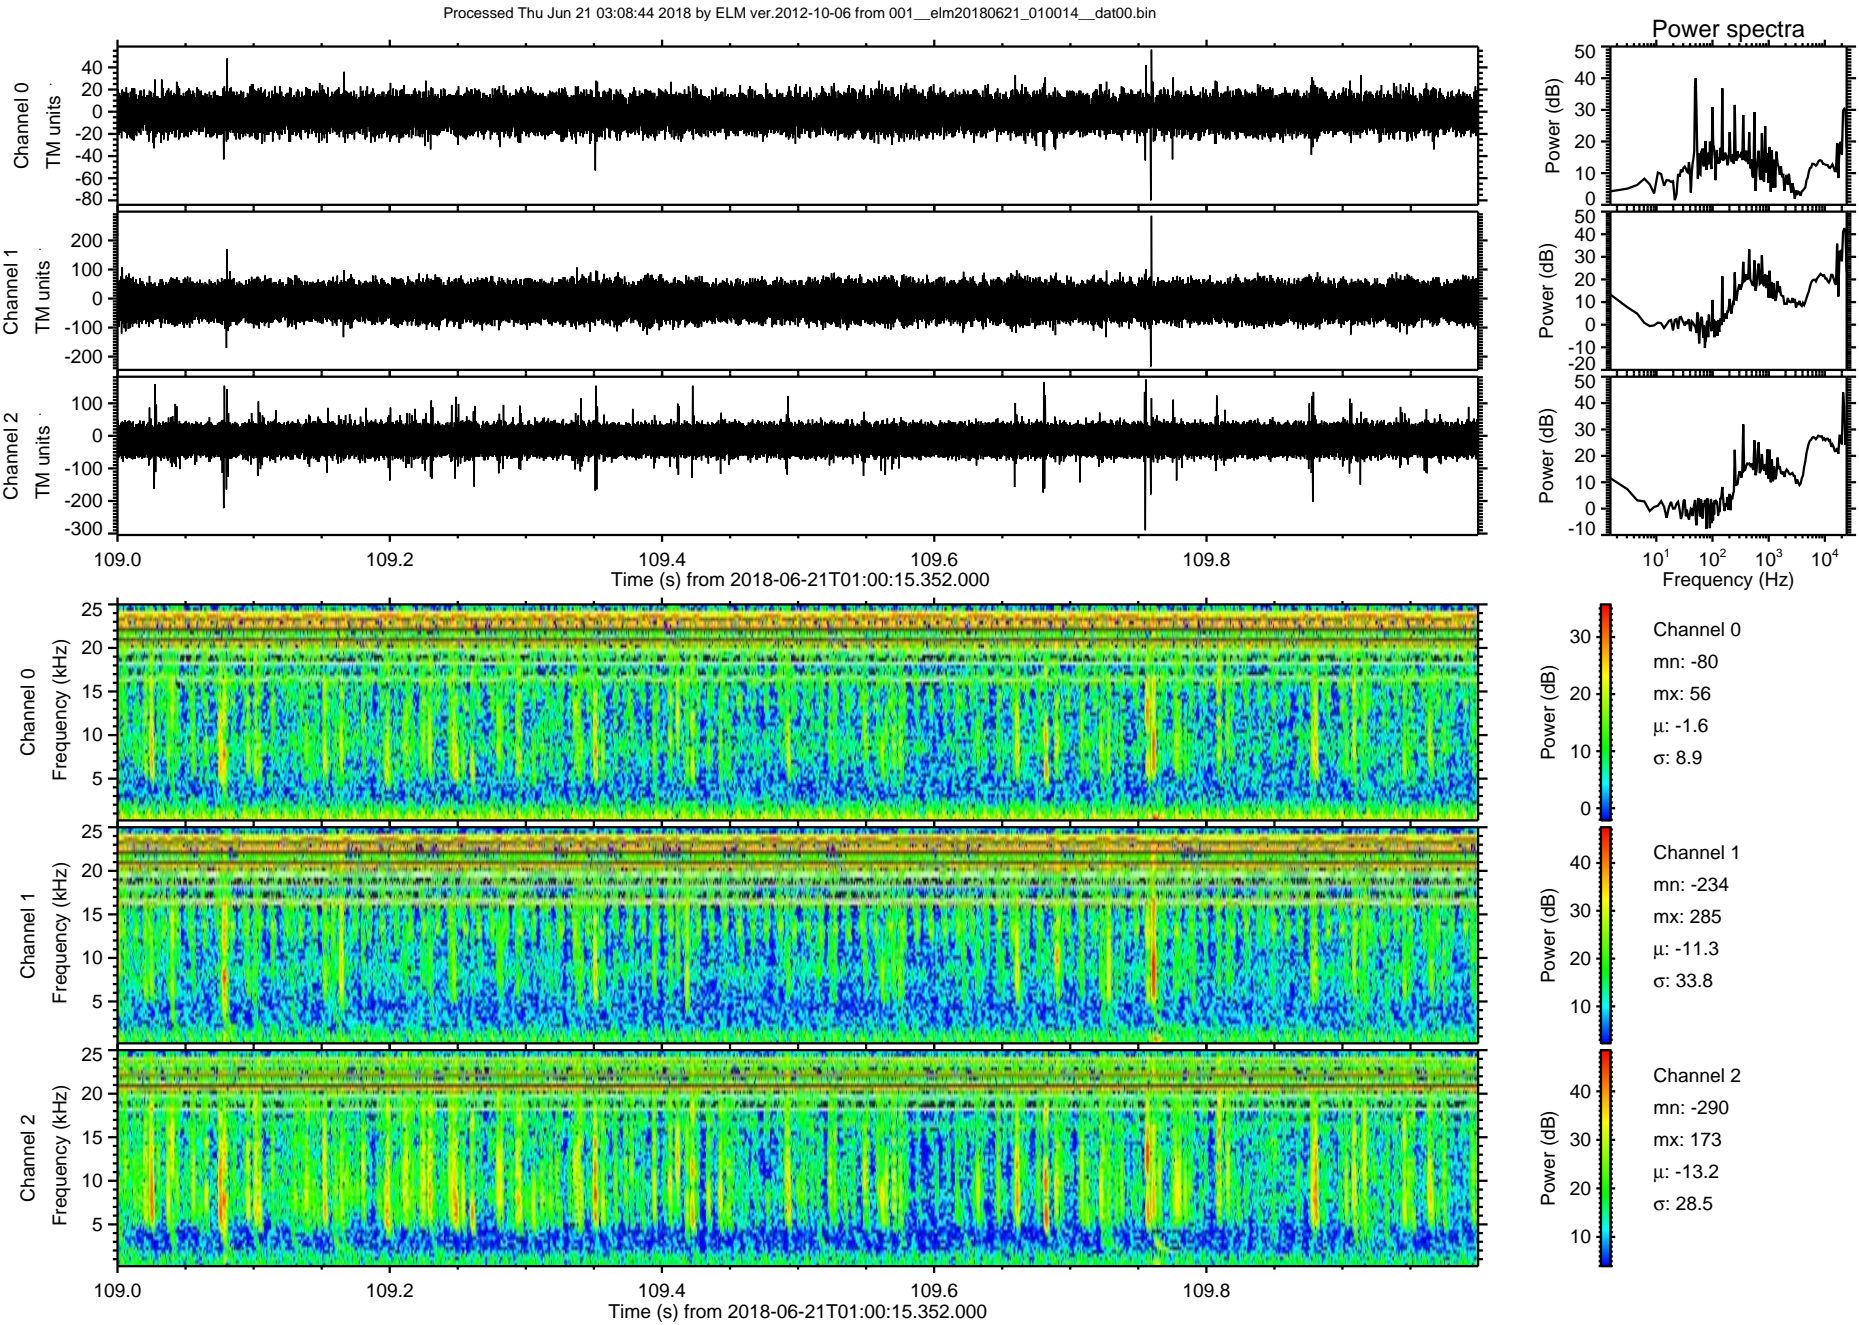 Processed Thu Jun 21 03:08:44 2018 by ELM ver.2012-10-06 from 001__elm20180621_010014__dat00.bin
Power spectra
Channel 0
TM units
40
20
0
-20
-40
-60
-80
Power (dB)
50
40
30
20
10
0
Channel 1
TM units
200
100
0
-100
-200
Power (dB)
50
40
30
20
10
0
-10
-20
Channel 2
TM units
100
0
-100
-200
-300
Power (dB)
50
40
30
20
10
0
-10
109.0 109.2 109.4 109.6 109.8
Time (s) from 2018-06-21T01:00:15.352.000
10^1 10^2 10^3 10^4
Frequency (Hz)
Channel 0
Frequency (kHz)
25
20
15
10
5
Power (dB)
30
20
10
0
Channel 0
mn: -80
mx: 56
μ: -1.6
σ: 8.9
Channel 1
Frequency (kHz)
25
20
15
10
5
Power (dB)
40
30
20
10
Channel 1
mn: -234
mx: 285
μ: -11.3
σ: 33.8
Channel 2
Frequency (kHz)
25
20
15
10
5
Power (dB)
40
30
20
10
Channel 2
mn: -290
mx: 173
μ: -13.2
σ: 28.5
109.0 109.2 109.4 109.6 109.8
Time (s) from 2018-06-21T01:00:15.352.000